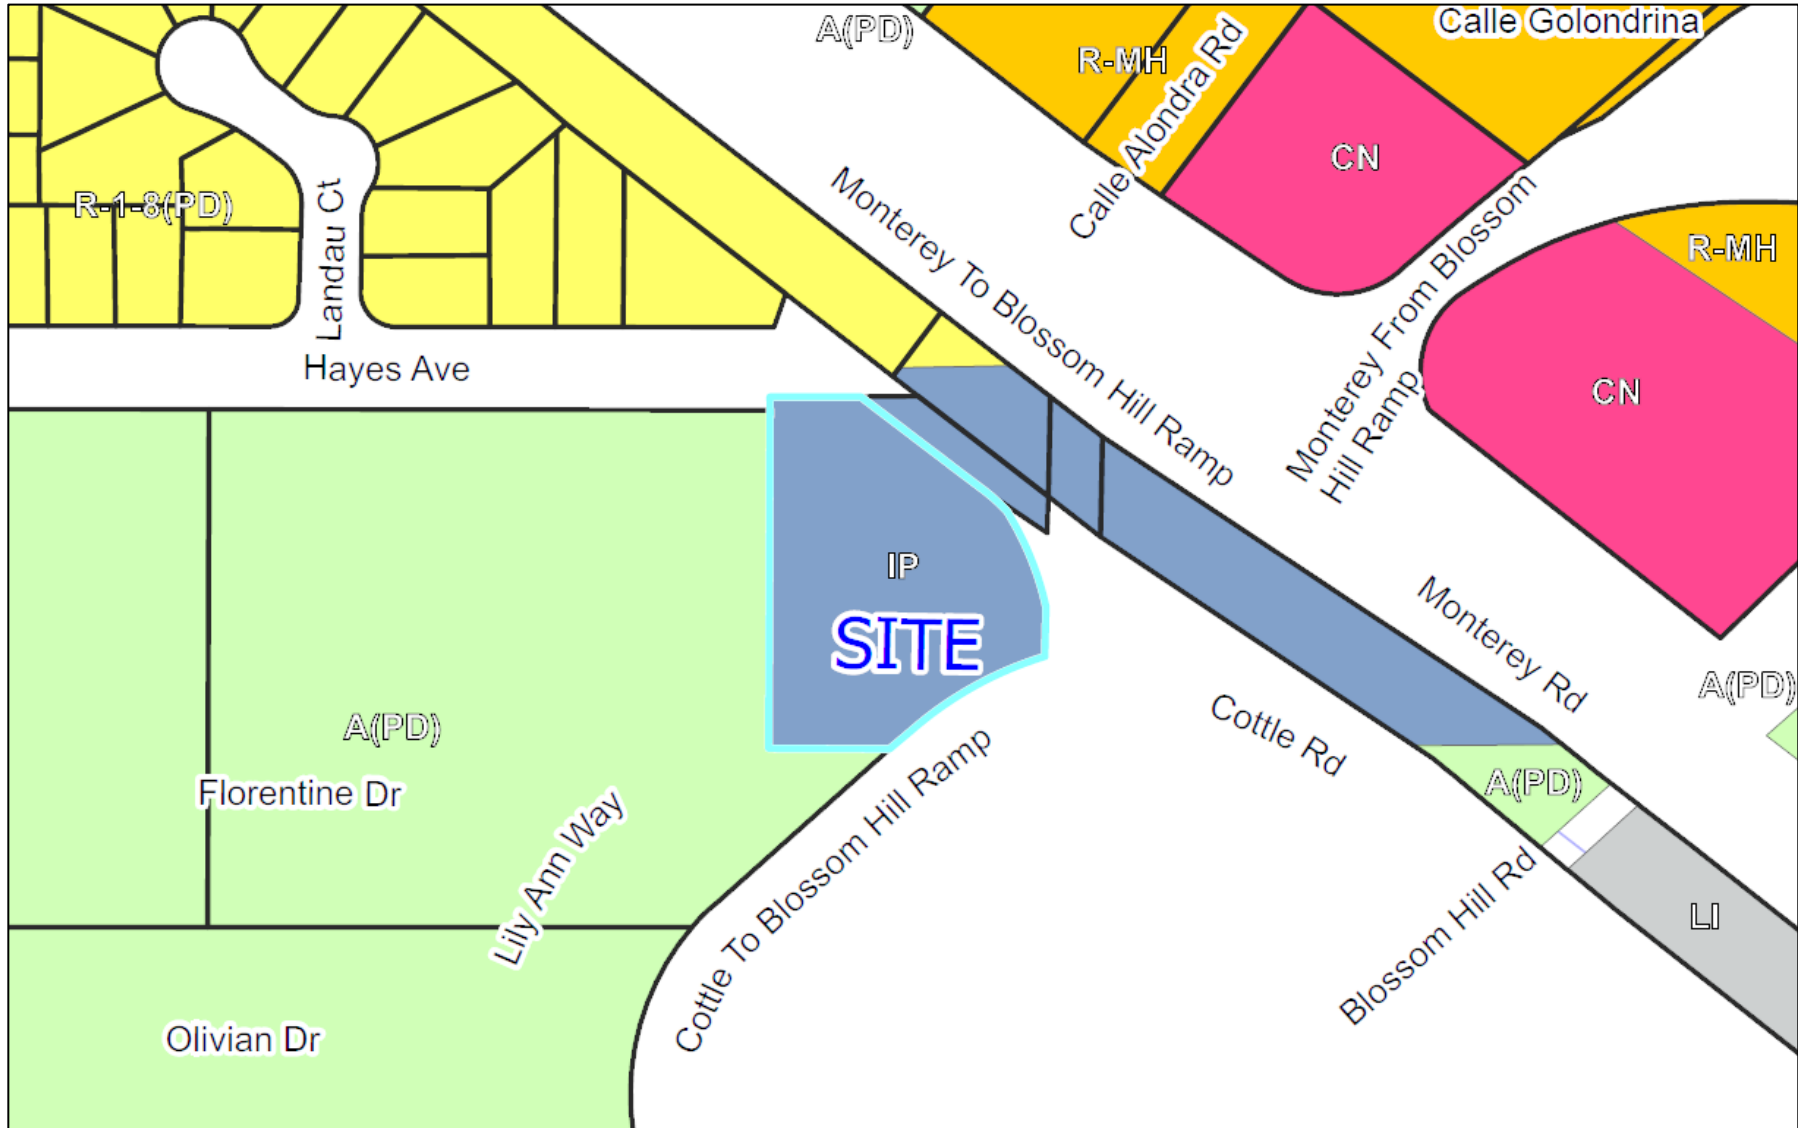 A(PD)
Calle Golondrina
R-MH
Calle Alondra Rd
CN
R-1-8(PD)
Landau Ct
Monterey To Blossom Hill Ramp
R-MH
Monterey From Blossom
Hill Ramp
Hayes Ave
CN
IP
SITE
Monterey Rd
A(PD)
Cottle Rd
A(PD)
A(PD)
Florentine Dr
Lily Ann Way
Cottle To Blossom Hill Ramp
Blossom Hill Rd
LI
Olivian Dr